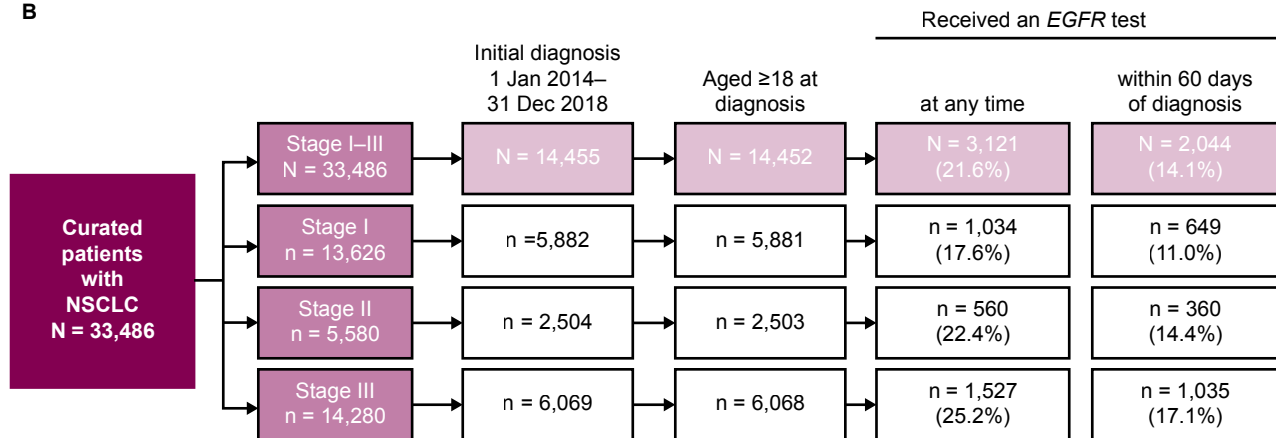 B
Received an EGFR test
Initial diagnosis
1 Jan 2014–
31 Dec 2018
Aged ≥18 at
diagnosis
at any time
within 60 days
of diagnosis
Curated
patients
with
NSCLC
N = 33,486
Stage I–III
N = 33,486
N = 14,455
N = 14,452
N = 3,121
(21.6%)
N = 2,044
(14.1%)
Stage I
n = 13,626
n =5,882
n = 5,881
n = 1,034
(17.6%)
n = 649
(11.0%)
Stage II
n = 5,580
n = 2,504
n = 2,503
n = 560
(22.4%)
n = 360
(14.4%)
Stage III
n = 14,280
n = 6,069
n = 6,068
n = 1,527
(25.2%)
n = 1,035
(17.1%)